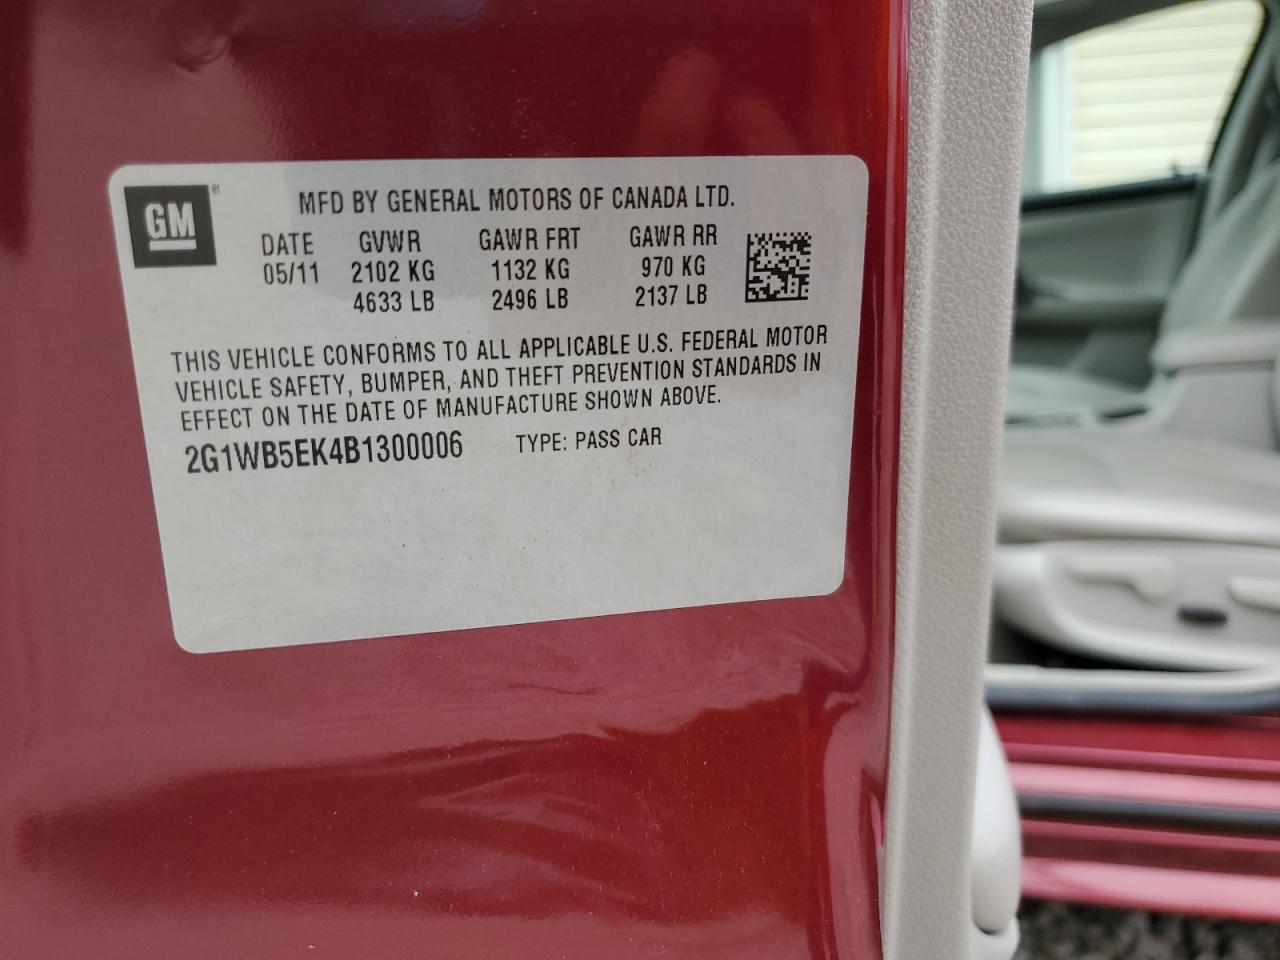 GM ®
MFD BY GENERAL MOTORS OF CANADA LTD.
DATE GVWR GAWR FRT GAWR RR
05/11 2102 KG 1132 KG 970 KG
4633 LB 2496 LB 2137 LB
THIS VEHICLE CONFORMS TO ALL APPLICABLE U.S. FEDERAL MOTOR
VEHICLE SAFETY, BUMPER, AND THEFT PREVENTION STANDARDS IN
EFFECT ON THE DATE OF MANUFACTURE SHOWN ABOVE.
2G1WB5EK4B1300006 TYPE: PASS CAR